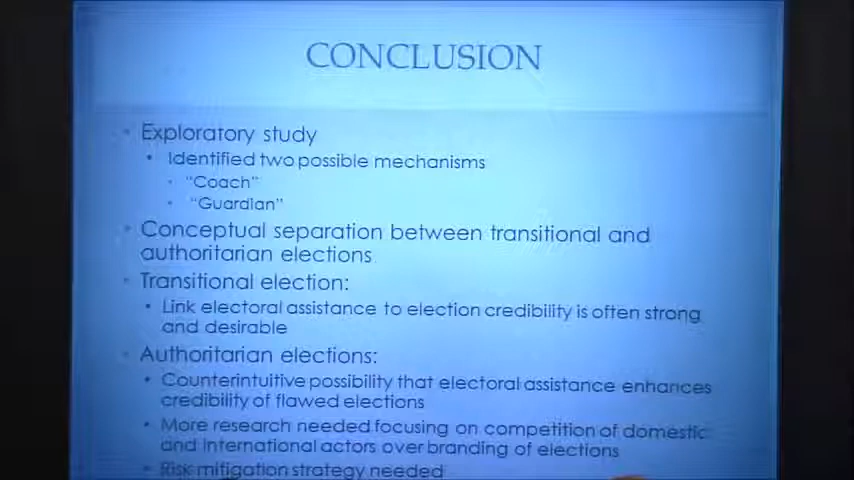 CONCLUSION
Exploratory study
Identified two possible mechanisms
"Coach"
"Guardian"
Conceptual separation between transitional and
authoritarian elections
Transitional election:
Link electoral assistance to election credibility is often strong
and desirable
Authoritarian elections:
Counterintuitive possibility that electoral assistance enhances
credibility of flawed elections
More research needed focusing on competition of domestic
and international actors over branding of elections
Risk mitigation strategy needed